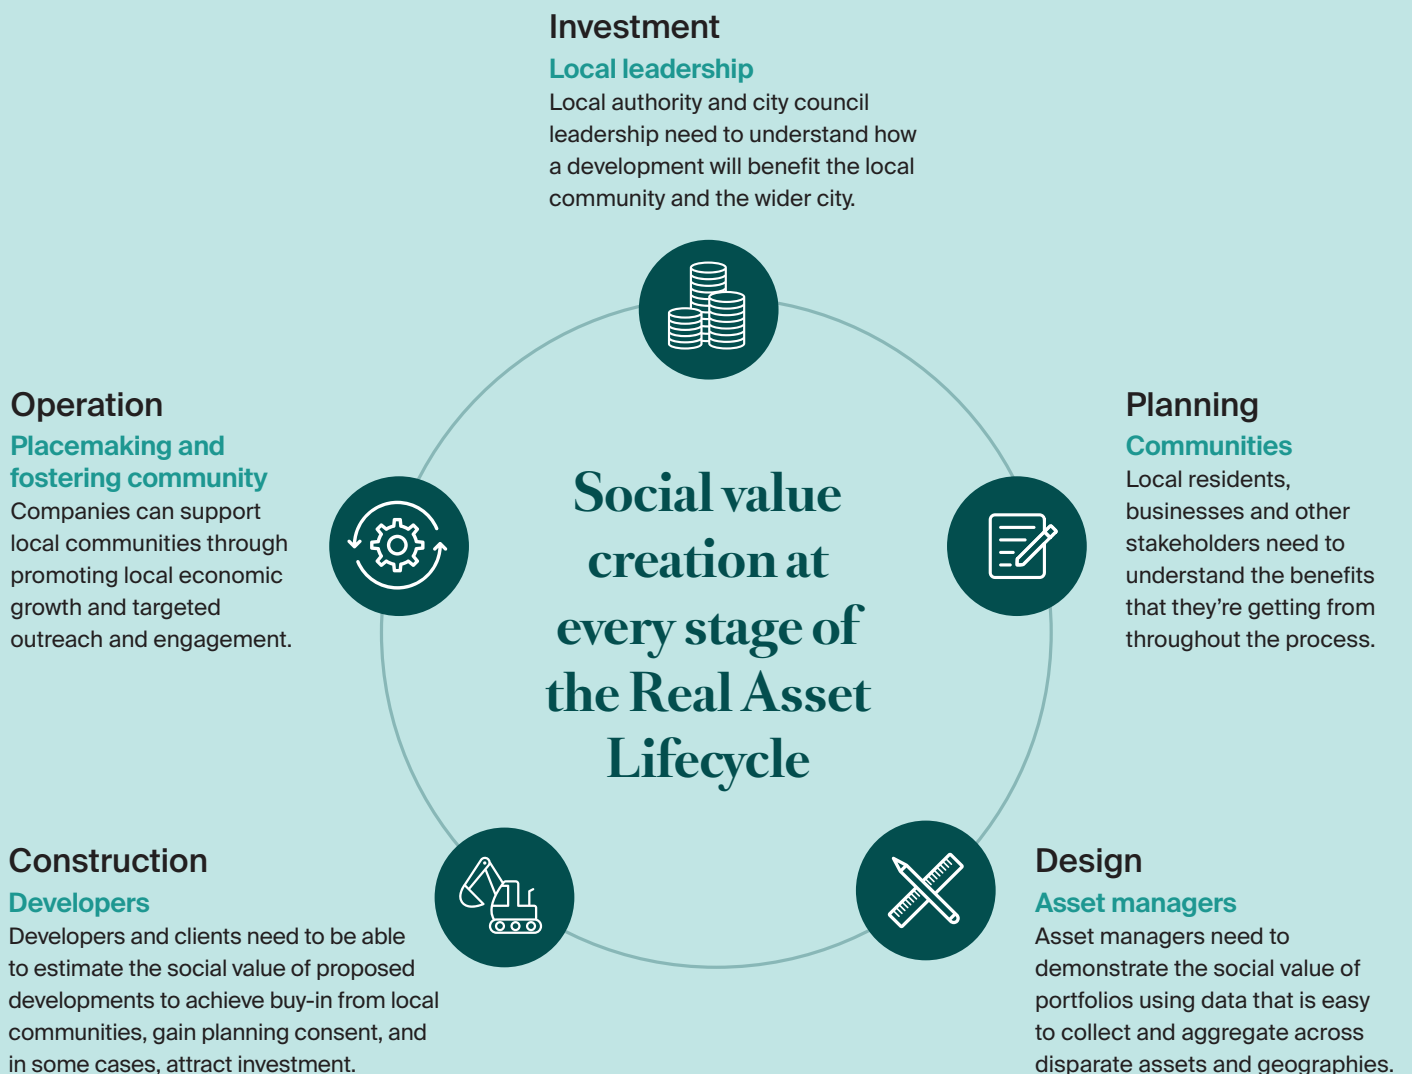 Investment
Local leadership
Local authority and city council
leadership need to understand how
a development will benefit the local
community and the wider city.
Operation
Placemaking and
fostering community
Companies can support
local communities through
promoting local economic
growth and targeted
outreach and engagement.
Social value
creation at
every stage of
the Real Asset
Lifecycle
Planning
Communities
Local residents,
businesses and other
stakeholders need to
understand the benefits
that they’re getting from
throughout the process.
Construction
Developers
Developers and clients need to be able
to estimate the social value of proposed
developments to achieve buy-in from local
communities, gain planning consent, and
in some cases, attract investment.
Design
Asset managers
Asset managers need to
demonstrate the social value of
portfolios using data that is easy
to collect and aggregate across
disparate assets and geographies.